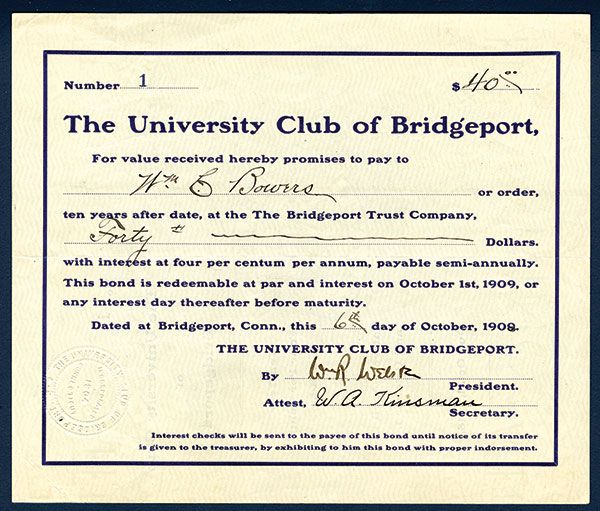 Number 1 $40.00
The University Club of Bridgeport,
For value received hereby promises to pay to
Wm E. Bowers or order,
ten years after date, at the The Bridgeport Trust Company,
Forty Dollars.
with interest at four per centum per annum, payable semi-annually.
This bond is redeemable at par and interest on October 1st, 1909, or
any interest day thereafter before maturity.
Dated at Bridgeport, Conn., this 6th day of October, 1908.
THE UNIVERSITY CLUB OF BRIDGEPORT.
By Wm R. Welsh
President.
Attest, W. A. Kinsman
Secretary.
Interest checks will be sent to the payee of this bond until notice of its transfer
is given to the treasurer, by exhibiting to him this bond with proper indorsement.